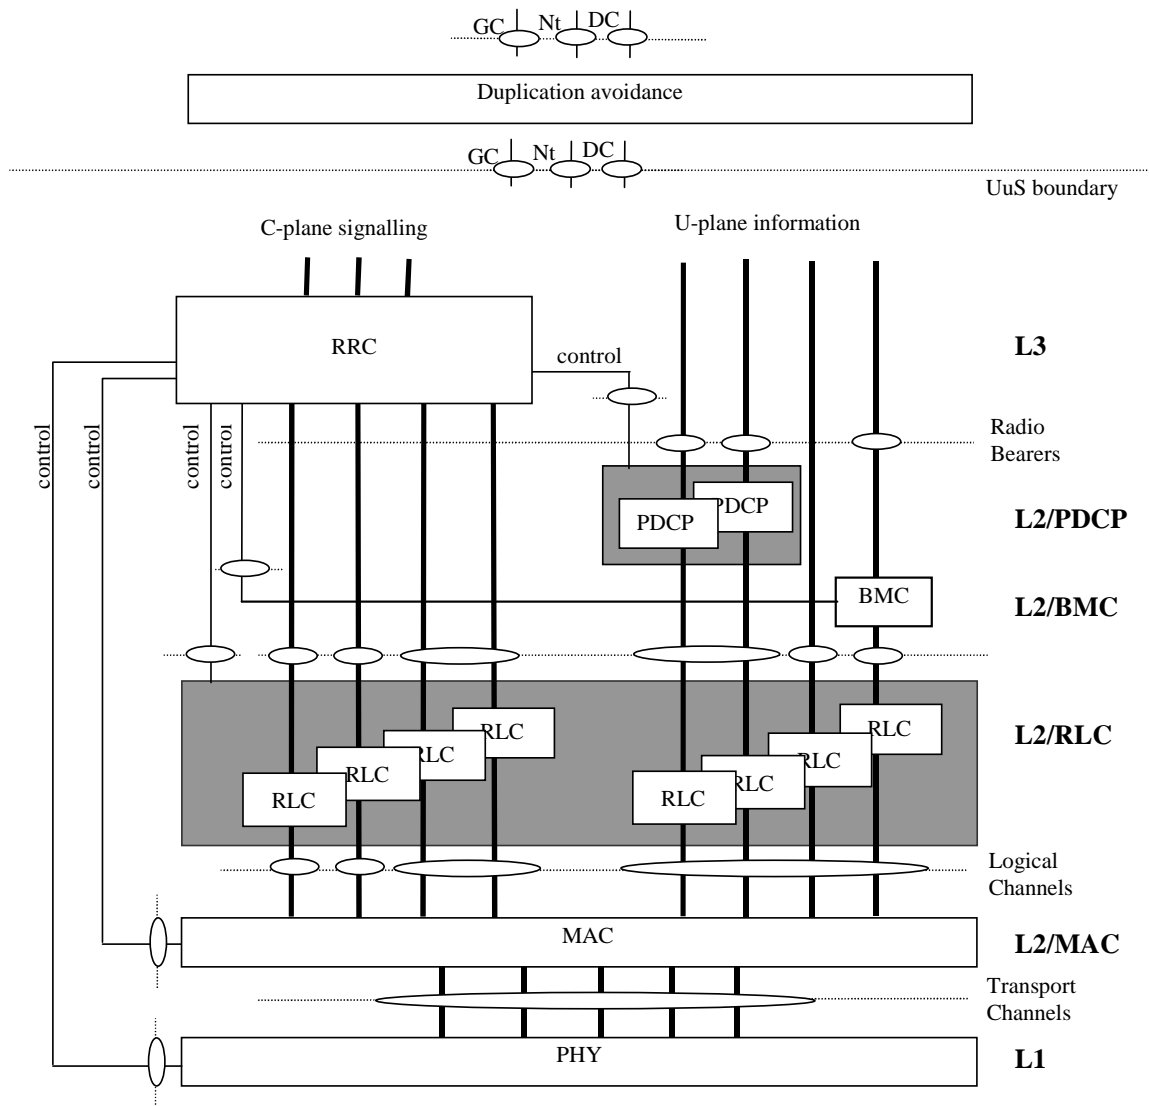 GC Nt DC
Duplication avoidance
GC Nt DC
UuS boundary
C-plane signalling
U-plane information
RRC
control
L3
control
control
control
control
Radio
Bearers
PDCP
PDCP
L2/PDCP
BMC
L2/BMC
RLC
RLC
RLC
RLC
RLC
RLC
RLC
RLC
L2/RLC
Logical
Channels
MAC
L2/MAC
Transport
Channels
PHY
L1